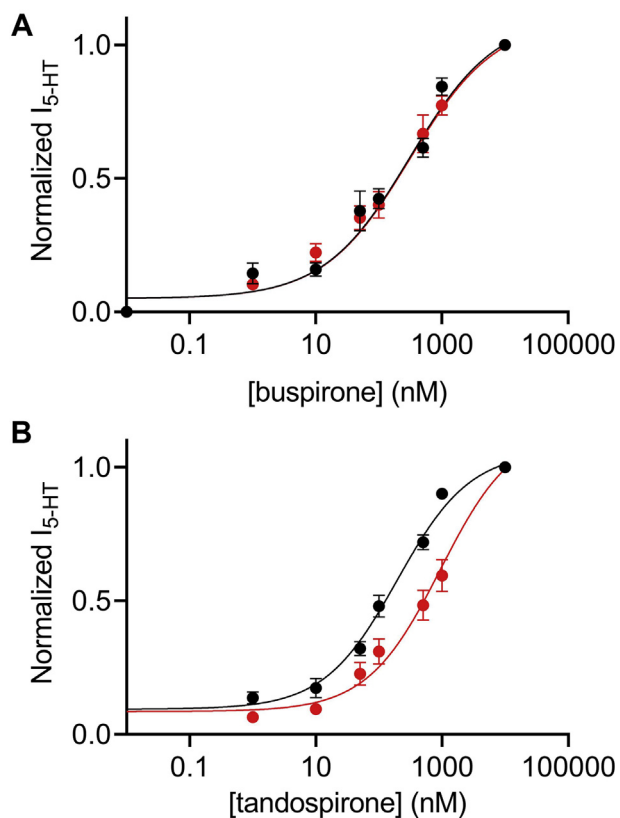 A
Normalized I5-HT
1.0
0.5
0.0
0.1 10 1000 100000
[buspirone] (nM)
B
Normalized I5-HT
1.0
0.5
0.0
0.1 10 1000 100000
[tandospirone] (nM)